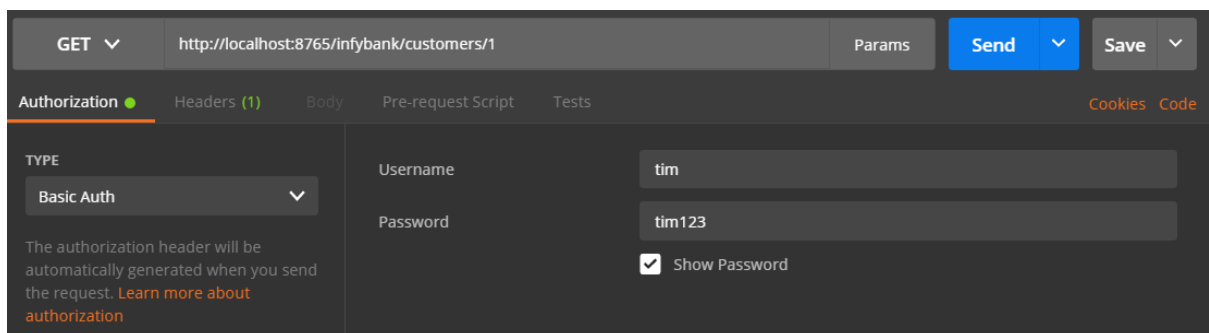 GET http://localhost:8765/infybank/customers/1 Params Send Save
Authorization Headers (1) Body Pre-request Script Tests Cookies Code
TYPE
Basic Auth
The authorization header will be
automatically generated when you send
the request. Learn more about
authorization
Username tim
Password tim123
Show Password